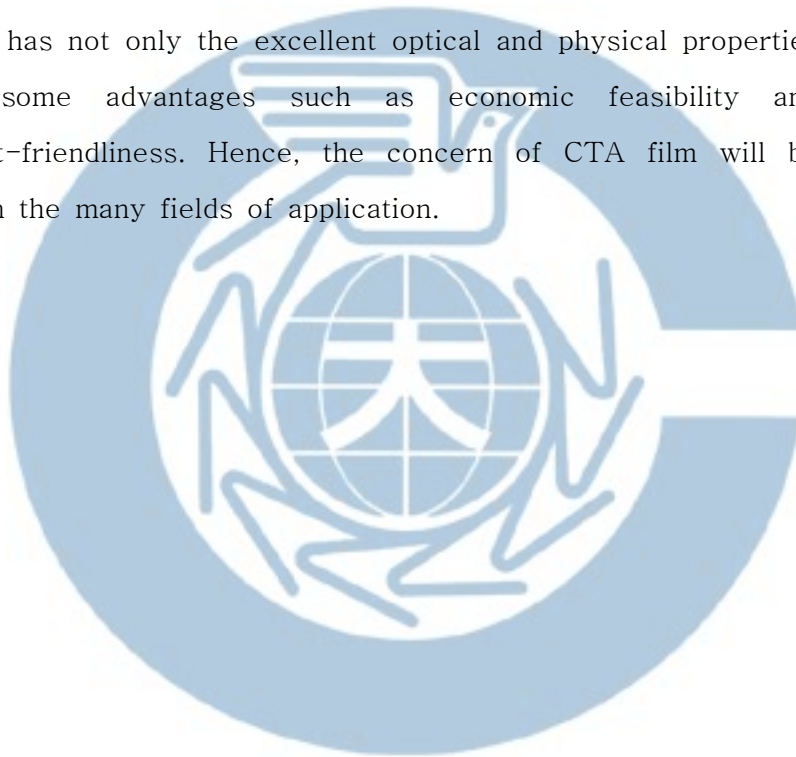 has not only the excellent optical and physical propertie
some advantages such as economic feasibility an
t-friendliness. Hence, the concern of CTA film will b
n the many fields of application.
大